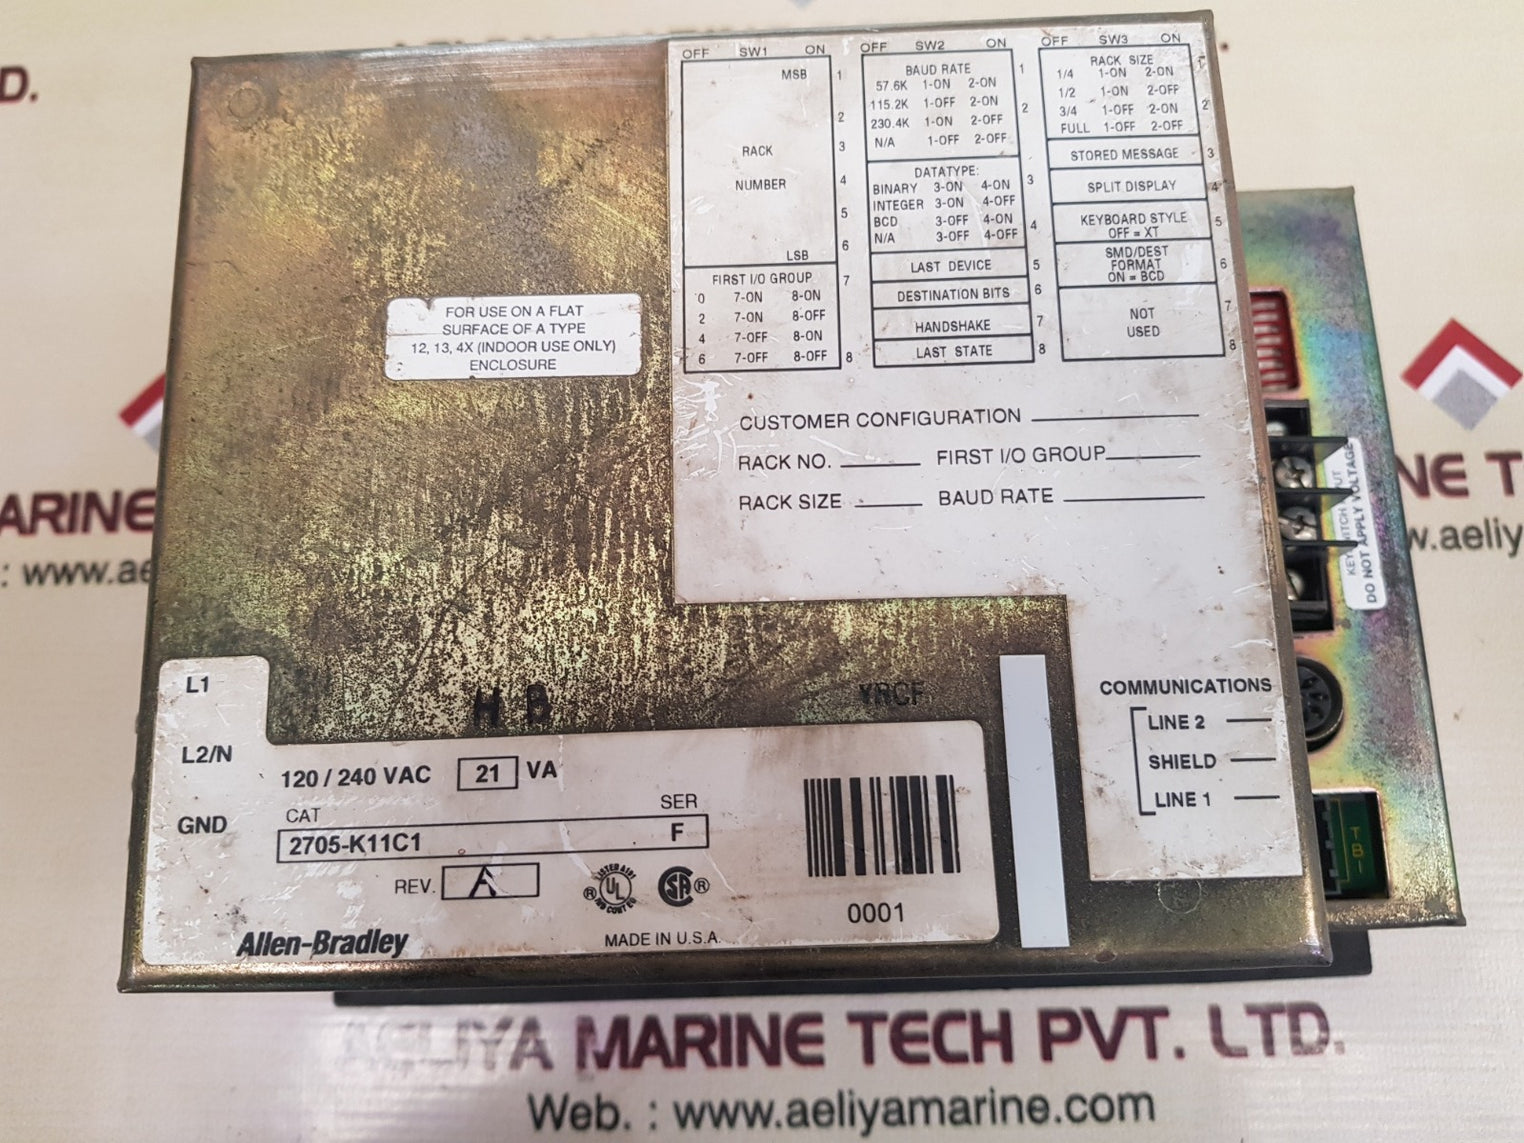 OFF SW1 ON
MSB 1
2
RACK 3
NUMBER 4
5
LSB 6
FIRST I/O GROUP 7
0 7-ON 8-ON
2 7-ON 8-OFF
4 7-OFF 8-ON
6 7-OFF 8-OFF 8
OFF SW2 ON
BAUD RATE 1
57.6K 1-ON 2-ON
115.2K 1-OFF 2-ON 2
230.4K 1-ON 2-OFF
N/A 1-OFF 2-OFF
DATATYPE: 3
BINARY 3-ON 4-ON
INTEGER 3-ON 4-OFF
BCD 3-OFF 4-ON 4
N/A 3-OFF 4-OFF
LAST DEVICE 5
DESTINATION BITS 6
HANDSHAKE 7
LAST STATE 8
OFF SW3 ON
RACK SIZE 1
1/4 1-ON 2-ON
1/2 1-ON 2-OFF
3/4 1-OFF 2-ON 2
FULL 1-OFF 2-OFF
STORED MESSAGE 3
SPLIT DISPLAY 4
KEYBOARD STYLE 5
OFF = XT
SMD/DEST
FORMAT 6
ON = BCD
NOT 7
USED
8
FOR USE ON A FLAT
SURFACE OF A TYPE
12, 13, 4X (INDOOR USE ONLY)
ENCLOSURE
CUSTOMER CONFIGURATION
RACK NO. FIRST I/O GROUP
RACK SIZE BAUD RATE
DO NOT APPLY VOLTAGE
L1
L2/N
GND
H B
YRCF
120 / 240 VAC 21 VA
CAT SER
2705-K11C1 F
REV. A
LISTED
UL
SA
®
®
0001
Allen-Bradley
MADE IN U.S.A.
COMMUNICATIONS
LINE 2
SHIELD
LINE 1
TB1
D.
ARINE
: www.ae
NE T
w.aeliy
AELIYA MARINE TECH PVT. LTD.
Web. : www.aeliyamarine.com